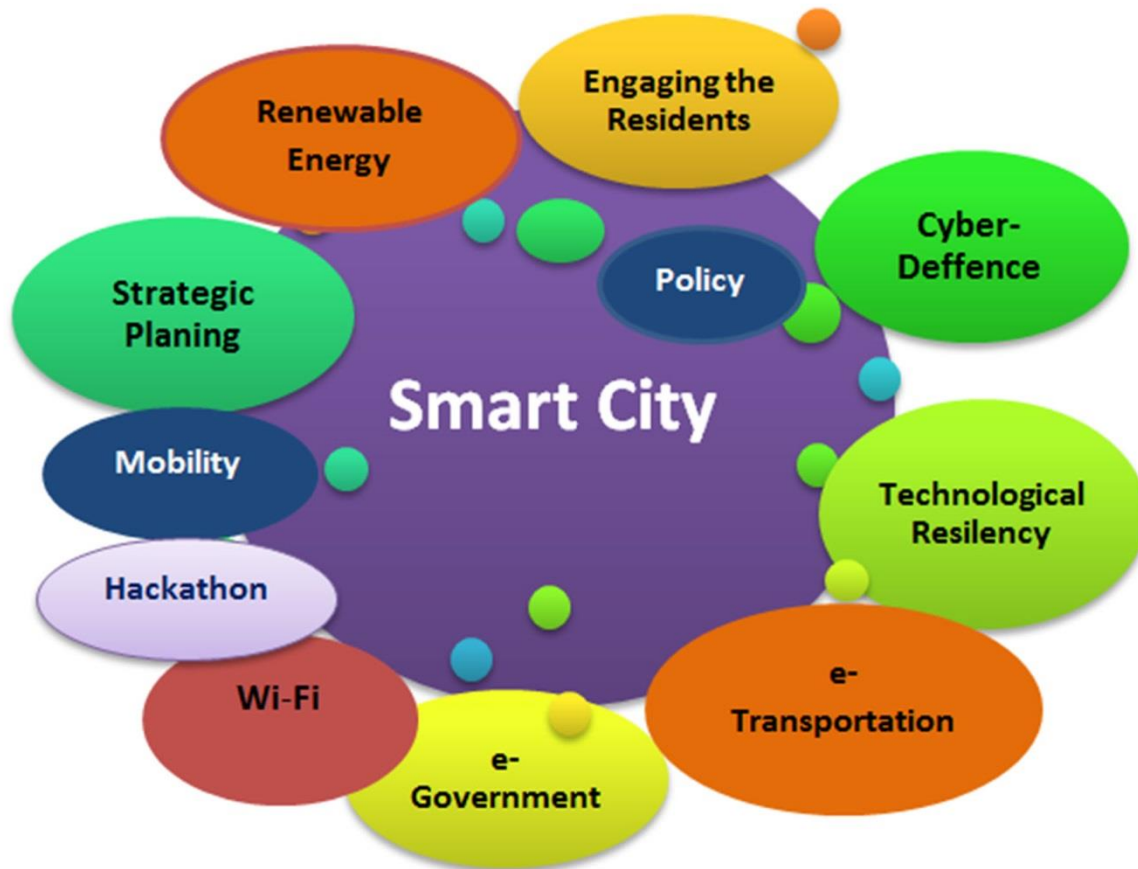 Engaging the
Residents
Renewable
Energy
Cyber-
Deffence
Strategic
Planing
Policy
Smart City
Mobility
Technological
Resilency
Hackathon
Wi-Fi
e-
Transportation
e-
Government